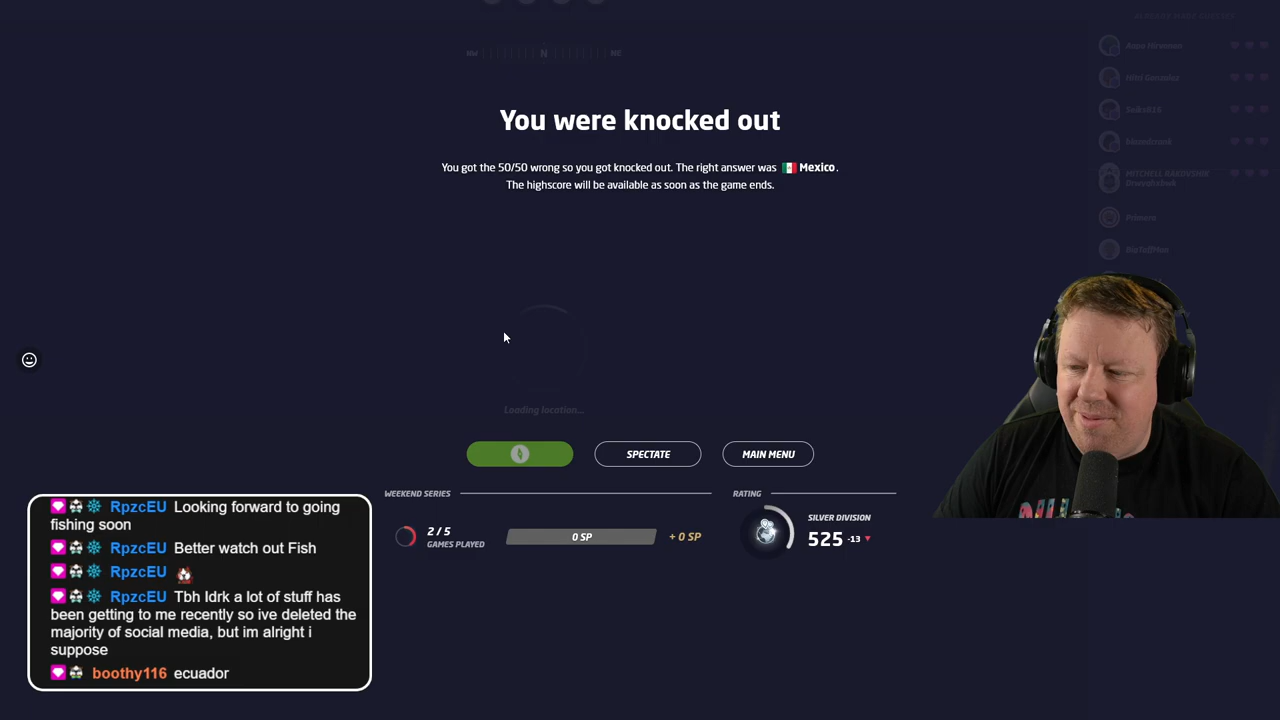 NW
N
NE
You were knocked out
You got the 50/50 wrong so you got knocked out. The right answer was Mexico.
The highscore will be available as soon as the game ends.
Loading location...
SPECTATE
MAIN MENU
WEEKEND SERIES
2 / 5
GAMES PLAYED
0 SP
+ 0 SP
RATING
SILVER DIVISION
525 -13
RpzcEU Looking forward to going
fishing soon
RpzcEU Better watch out Fish
RpzcEU
RpzcEU Tbh Idrk a lot of stuff has
been getting to me recently so ive deleted the
majority of social media, but im alright i
suppose
boothy116 ecuador